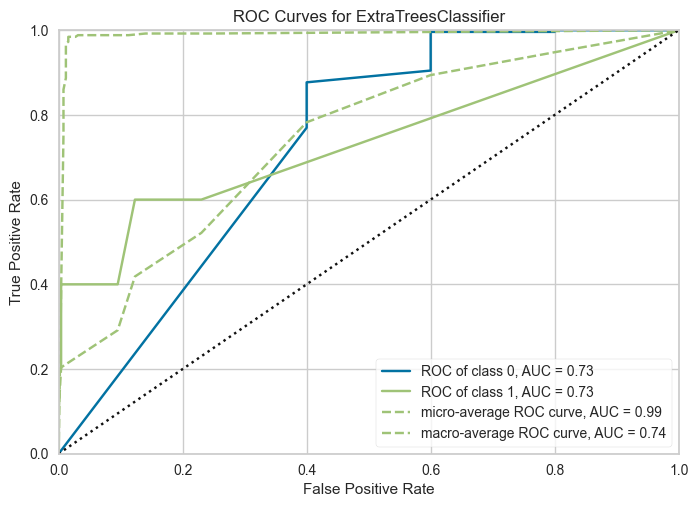 ROC Curves for ExtraTreesClassifier
1.0
0.8
0.6
0.4
0.2
0.0
True Positive Rate
0.0 0.2 0.4 0.6 0.8 1.0
False Positive Rate
ROC of class 0, AUC = 0.73
ROC of class 1, AUC = 0.73
micro-average ROC curve, AUC = 0.99
macro-average ROC curve, AUC = 0.74